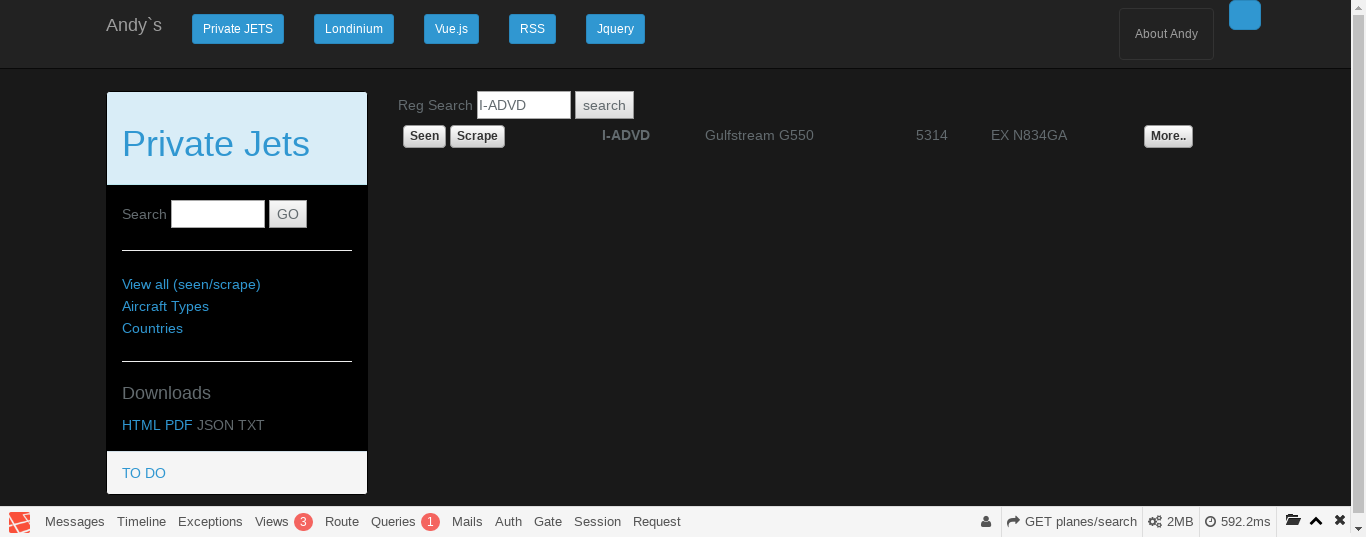 Andy`s Private JETS Londinium Vue.js RSS Jquery About Andy
Private Jets
Search GO
View all (seen/scrape)
Aircraft Types
Countries
Downloads
HTML PDF JSON TXT
TO DO
Reg Search I-ADVD search
Seen Scrape I-ADVD Gulfstream G550 5314 EX N834GA More..
Messages Timeline Exceptions Views 3 Route Queries 1 Mails Auth Gate Session Request GET planes/search 2MB 592.2ms